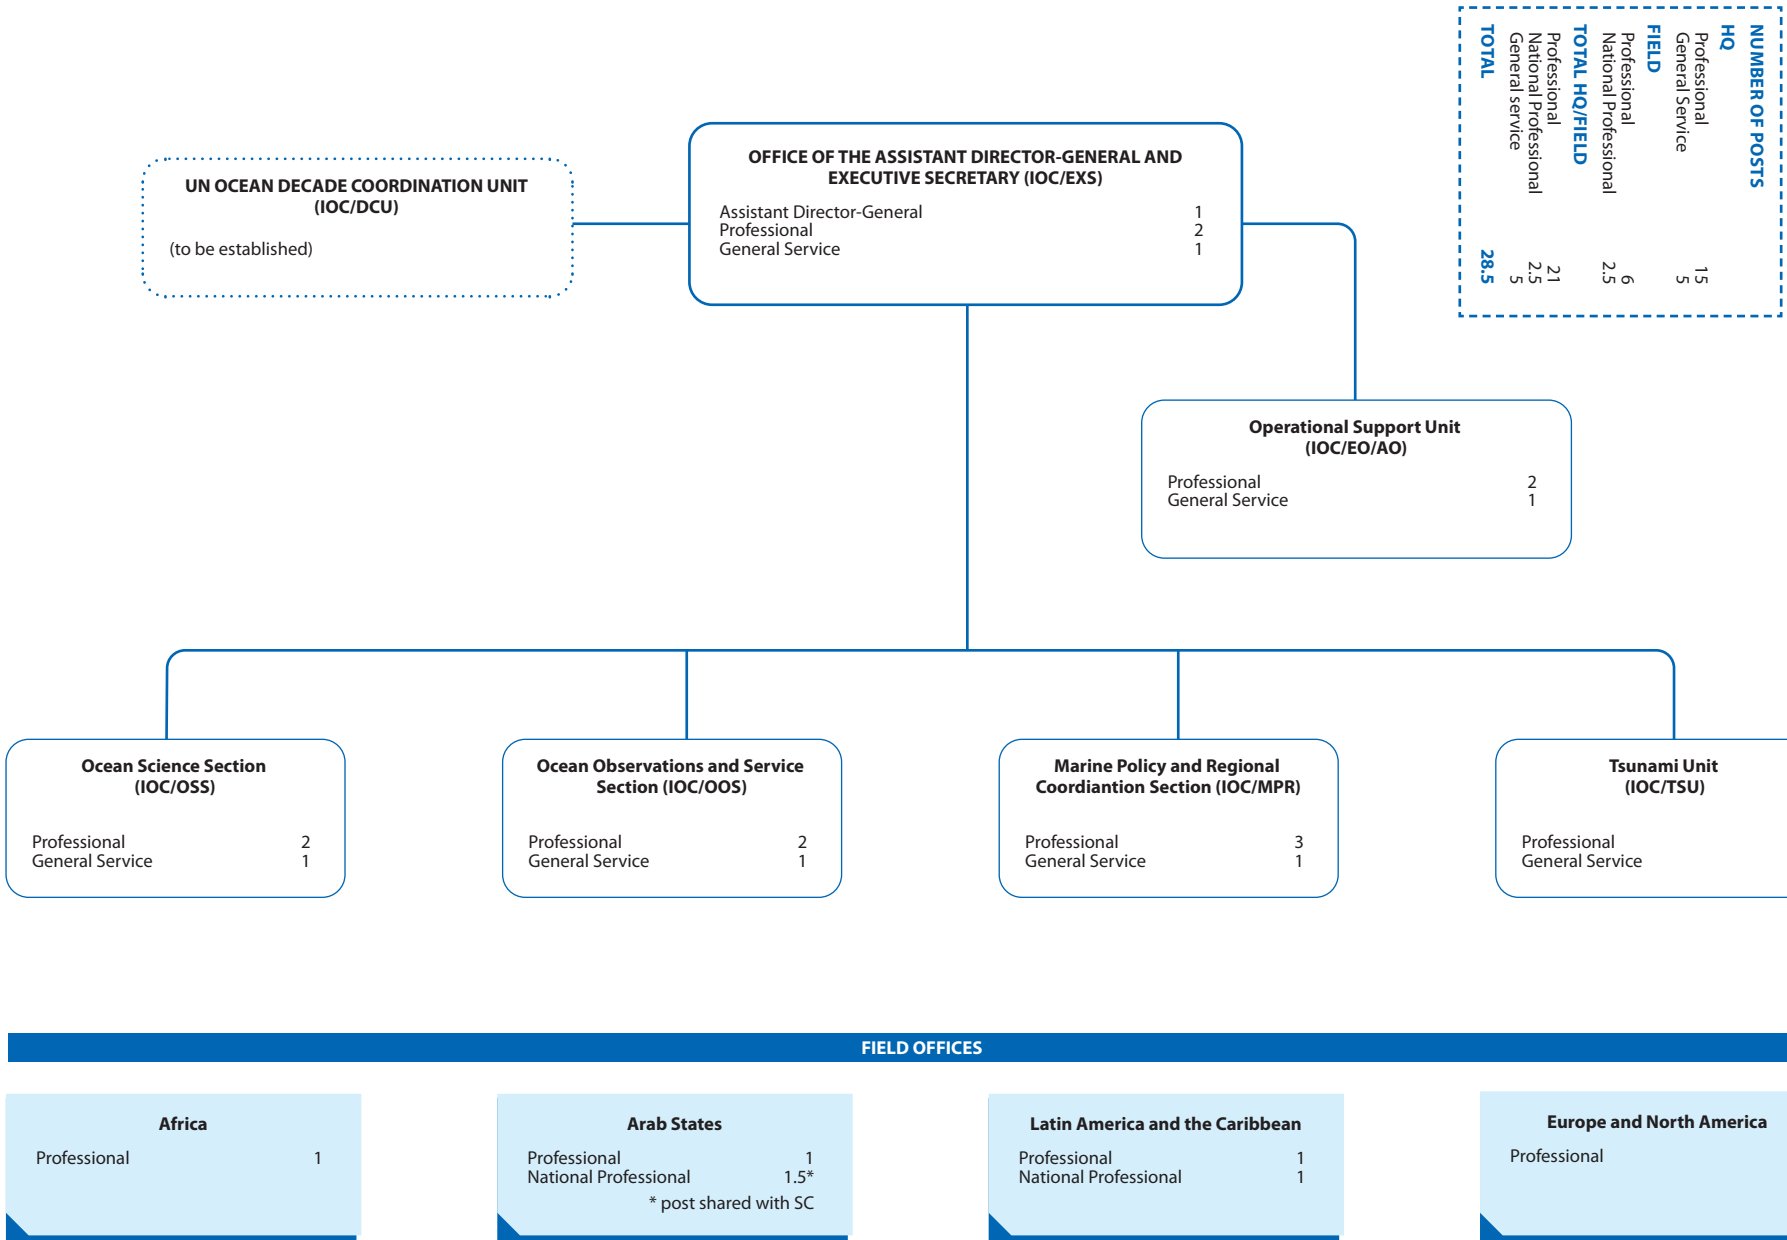 NUMBER OF POSTS
HQ
Professional 15
General Service 5
FIELD
Professional 6
National Professional 2.5
TOTAL HQ/FIELD
Professional 21
National Professional 2.5
General service 5
TOTAL 28.5
OFFICE OF THE ASSISTANT DIRECTOR-GENERAL AND
EXECUTIVE SECRETARY (IOC/EXS)
Assistant Director-General 1
Professional 2
General Service 1
UN OCEAN DECADE COORDINATION UNIT
(IOC/DCU)
(to be established)
Operational Support Unit
(IOC/EO/AO)
Professional 2
General Service 1
Ocean Science Section
(IOC/OSS)
Professional 2
General Service 1
Ocean Observations and Service
Section (IOC/OOS)
Professional 2
General Service 1
Marine Policy and Regional
Coordiantion Section (IOC/MPR)
Professional 3
General Service 1
Tsunami Unit
(IOC/TSU)
Professional
General Service
FIELD OFFICES
Africa
Professional 1
Arab States
Professional 1
National Professional 1.5*
* post shared with SC
Latin America and the Caribbean
Professional 1
National Professional 1
Europe and North America
Professional